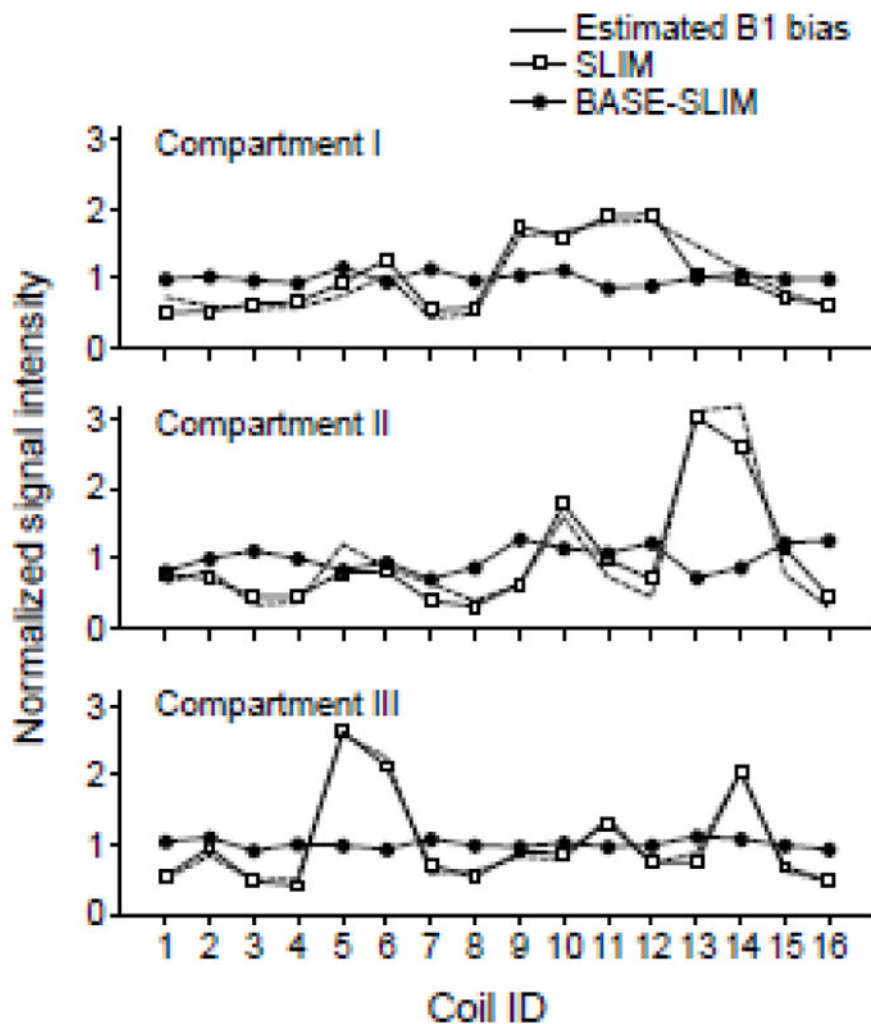 Estimated B1 bias
SLIM
BASE-SLIM
Compartment I
3
2
1
0
Compartment II
3
2
1
0
Compartment III
3
2
1
0
Normalized signal intensity
1 2 3 4 5 6 7 8 9 10 11 12 13 14 15 16
Coil ID